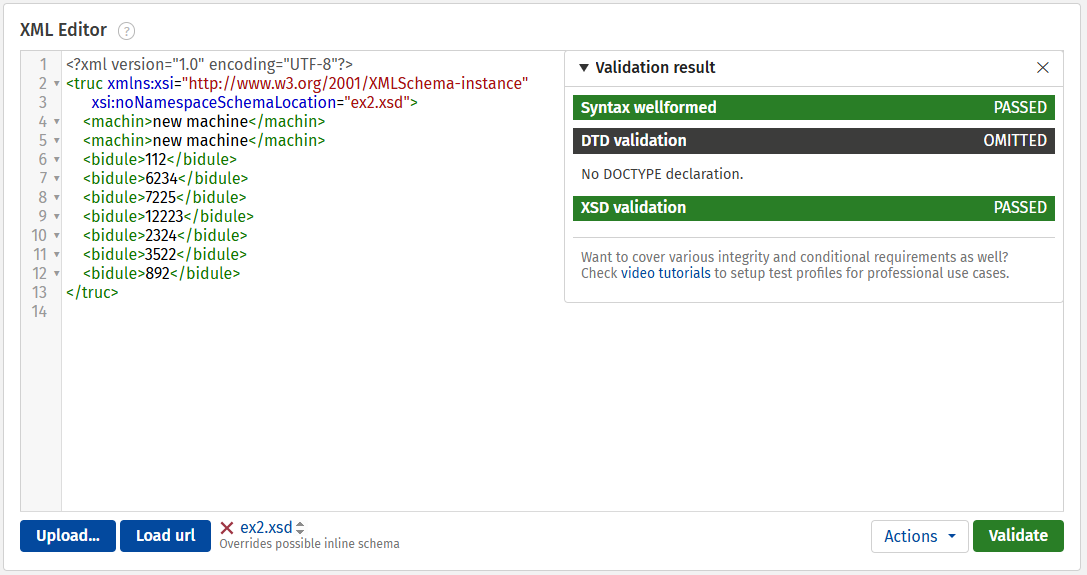 XML Editor ?
1 <?xml version="1.0" encoding="UTF-8"?>
2 <truc xmlns:xsi="http://www.w3.org/2001/XMLSchema-instance"
3 xsi:noNamespaceSchemaLocation="ex2.xsd">
4 <machin>new machine</machin>
5 <machin>new machine</machin>
6 <bidule>112</bidule>
7 <bidule>6234</bidule>
8 <bidule>7225</bidule>
9 <bidule>12223</bidule>
10 <bidule>2324</bidule>
11 <bidule>3522</bidule>
12 <bidule>892</bidule>
13 </truc>
14
Validation result
Syntax wellformed PASSED
DTD validation OMITTED
No DOCTYPE declaration.
XSD validation PASSED
Want to cover various integrity and conditional requirements as well?
Check video tutorials to setup test profiles for professional use cases.
Upload... Load url ex2.xsd
Overrides possible inline schema
Actions Validate